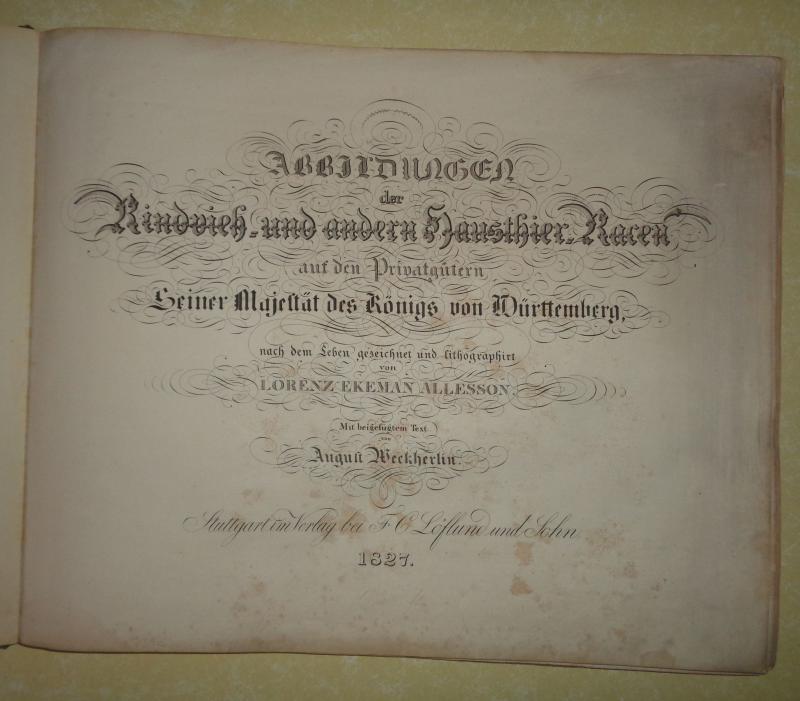 ABBILDUNGEN
der
Rindvieh- und andern Hausthier-Racen
auf den Privatgütern
Seiner Majestät des Königs von Württemberg,
nach dem Leben gezeichnet und lithographirt
von
LORENZ EKEMAN ALLESSON.
Mit beigefügtem Text
von
August Weckherlin.
Stuttgart im Verlag bei F. C. Löflund und Sohn
1827.